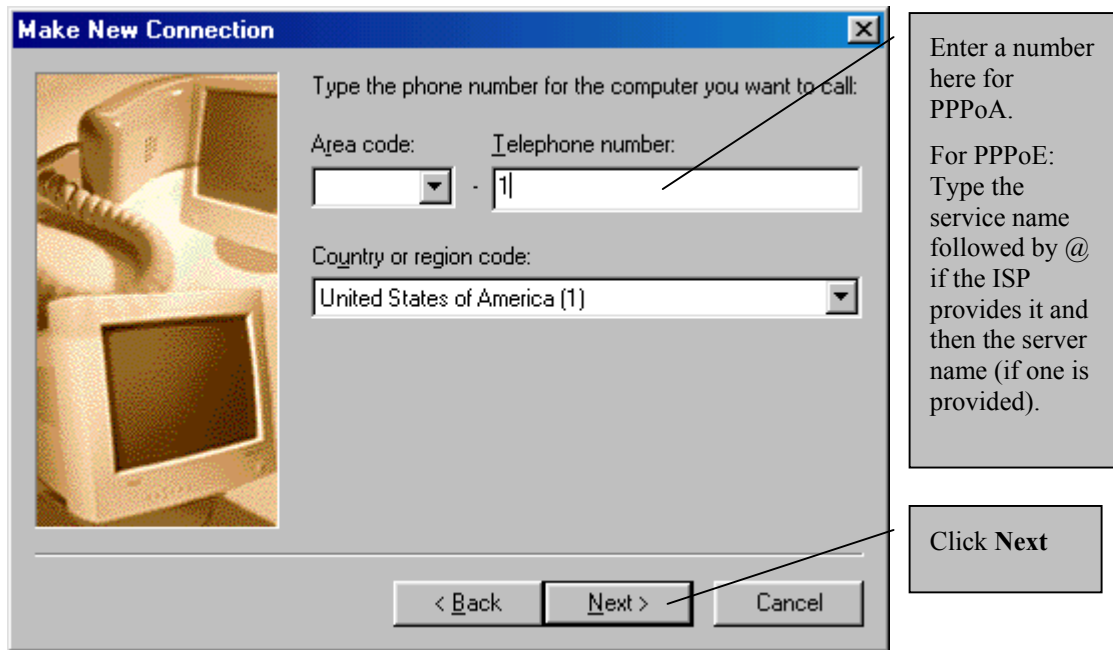 Make New Connection
Type the phone number for the computer you want to call:
Area code:
Telephone number:
- 1
Country or region code:
United States of America (1)
< Back
Next >
Cancel
Enter a number
here for
PPPoA.
For PPPoE:
Type the
service name
followed by @
if the ISP
provides it and
then the server
name (if one is
provided).
Click Next